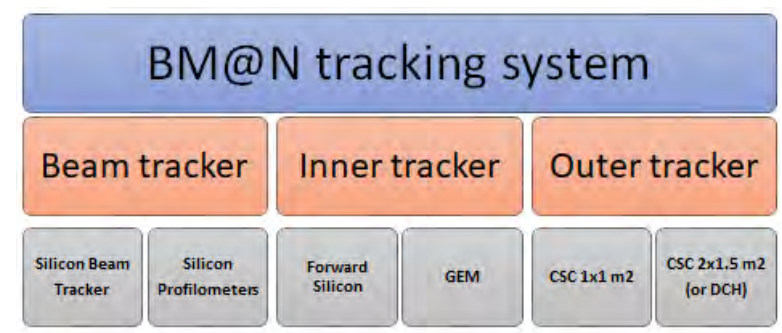 BM@N tracking system
Beam tracker
Inner tracker
Outer tracker
Silicon Beam
Tracker
Silicon
Profilometers
Forward
Silicon
GEM
CSC 1x1 m2
CSC 2x1.5 m2
(or DCH)